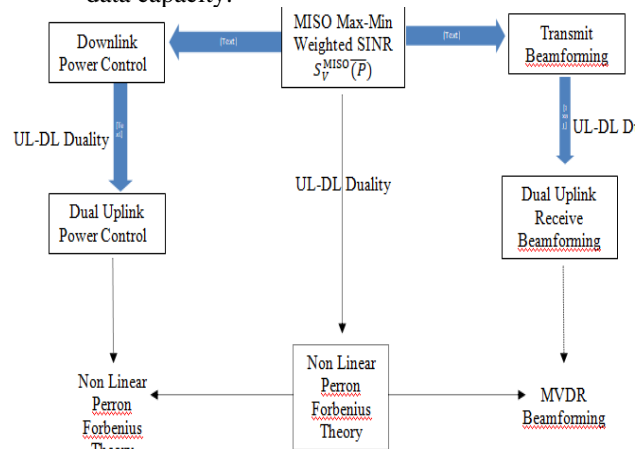 data capacity.
Downlink
Power Control
[Text]
MISO Max-Min
Weighted SINR
S_V^MISO(P̅)
[Text]
Transmit
Beamforming
UL-DL Duality
UL-DL Duality
UL-DL D
Dual Uplink
Power Control
Dual Uplink
Receive
Beamforming
Non Linear
Perron
Forbenius
Theory
Non Linear
Perron
Forbenius
Theory
MVDR
Beamforming